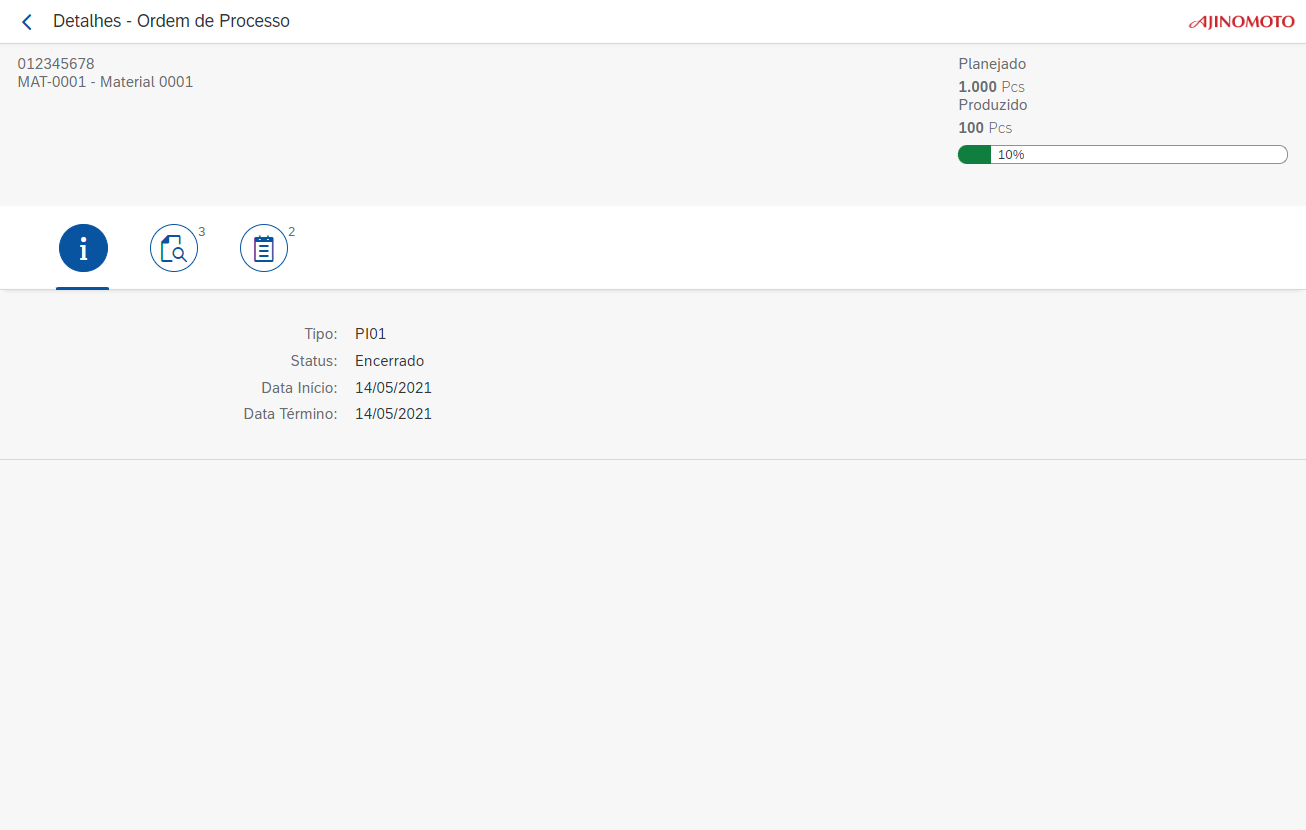 Detalhes - Ordem de Processo
AJINOMOTO
012345678
MAT-0001 - Material 0001
Planejado
1.000 Pcs
Produzido
100 Pcs
10%
i
3
2
Tipo: PI01
Status: Encerrado
Data Início: 14/05/2021
Data Término: 14/05/2021